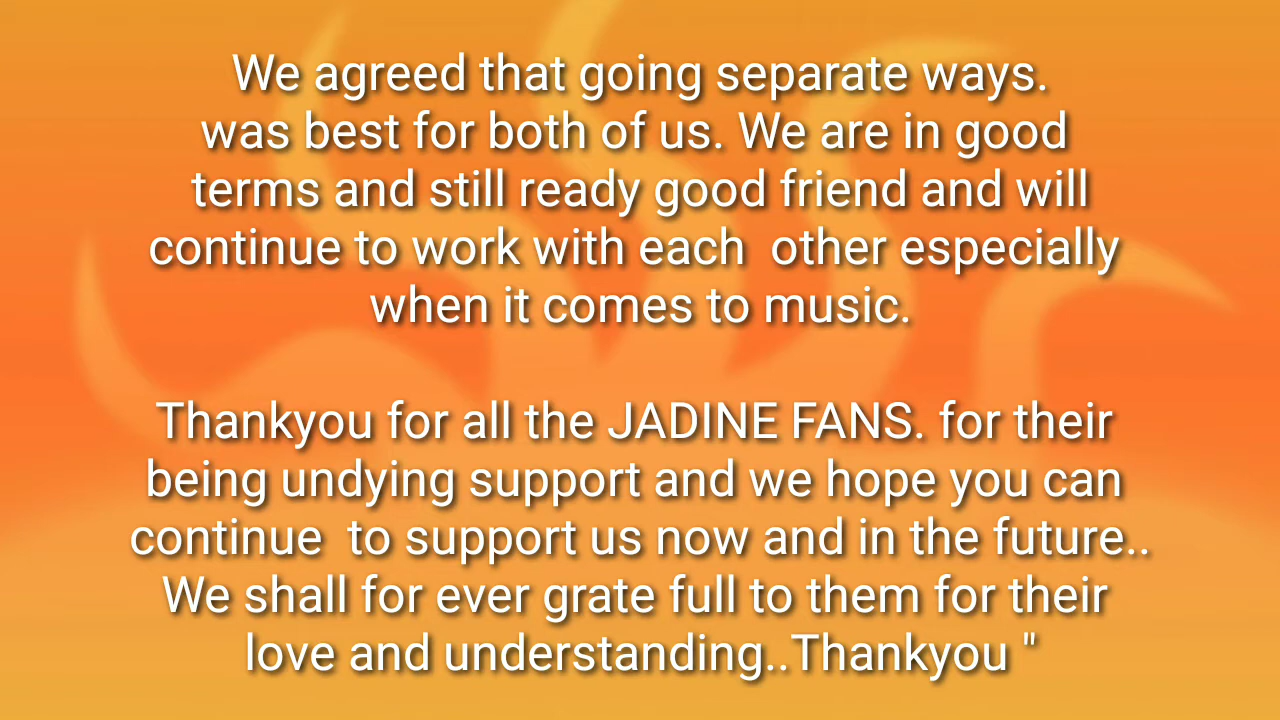 We agreed that going separate ways.
was best for both of us. We are in good
terms and still ready good friend and will
continue to work with each  other especially
when it comes to music.
Thankyou for all the JADINE FANS. for their
being undying support and we hope you can
continue  to support us now and in the future..
We shall for ever grate full to them for their
love and understanding..Thankyou "